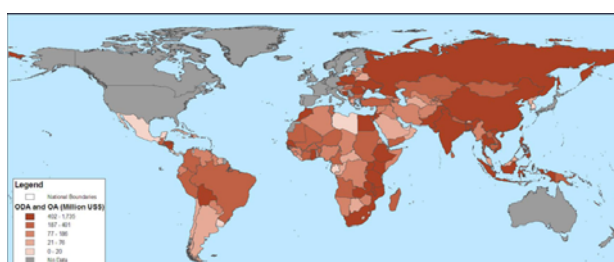 Legend
National Boundaries
ODA and OA (Million US$)
402 - 1,735
187 - 401
77 - 186
21 - 76
0 - 20
No Data